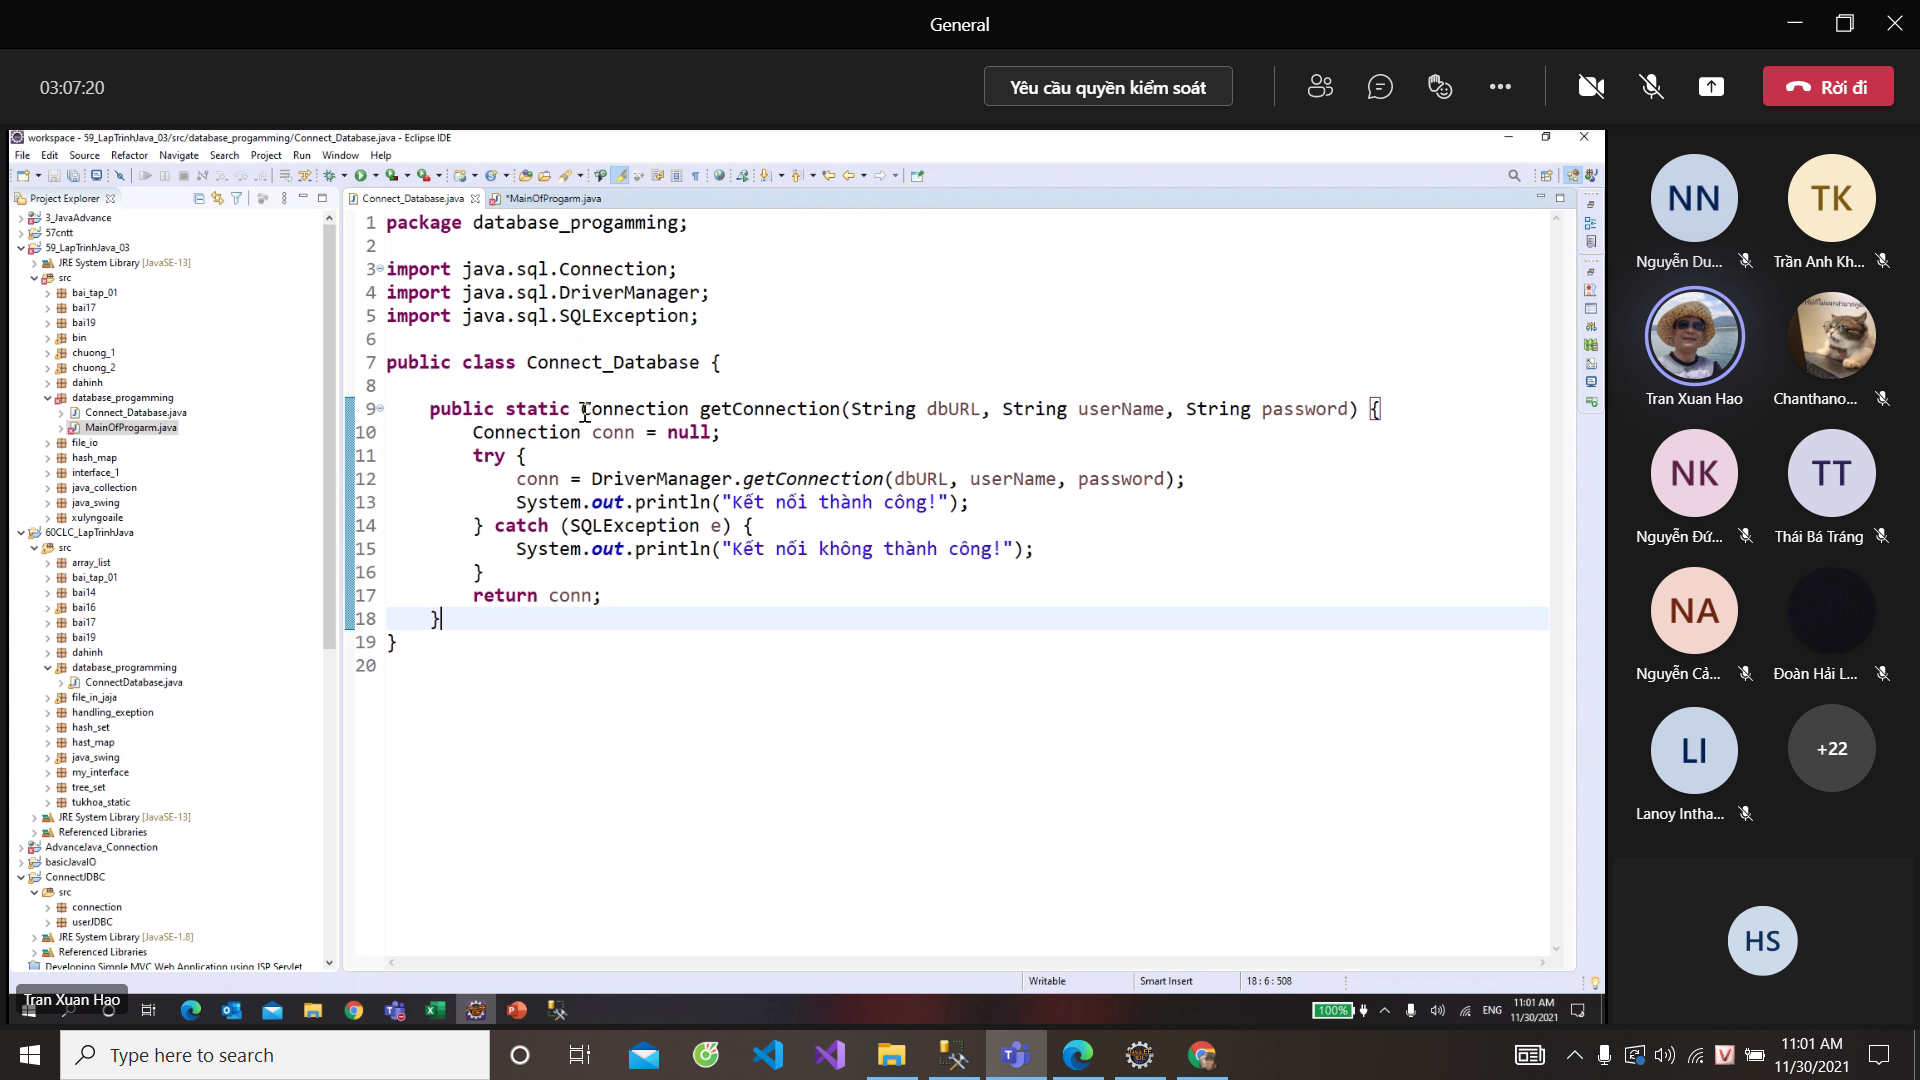 General
03:07:20
Yêu cầu quyền kiểm soát
Rời đi
workspace - 59_LapTrinhJava_03/src/database_progamming/Connect_Database.java - Eclipse IDE
File Edit Source Refactor Navigate Search Project Run Window Help
Project Explorer
Connect_Database.java
*MainOfProgarm.java
3_JavaAdvance
57cntt
59_LapTrinhJava_03
JRE System Library [JavaSE-13]
src
bai_tap_01
bai17
bai19
bin
chuong_1
chuong_2
dahinh
database_progamming
Connect_Database.java
MainOfProgarm.java
file_io
hash_map
interface_1
java_collection
java_swing
xulyngoaile
60CLC_LapTrinhJava
src
array_list
bai_tap_01
bai14
bai16
bai17
bai19
dahinh
database_programming
ConnectDatabase.java
file_in_jaja
handling_exeption
hash_set
hast_map
java_swing
my_interface
tree_set
tukhoa_static
JRE System Library [JavaSE-13]
Referenced Libraries
AdvanceJava_Connection
basicJavaIO
ConnectJDBC
src
connection
userJDBC
JRE System Library [JavaSE-1.8]
Referenced Libraries
Developing Simple MVC Web Application using JSP Servlet
1 package database_progamming;
2
3 import java.sql.Connection;
4 import java.sql.DriverManager;
5 import java.sql.SQLException;
6
7 public class Connect_Database {
8
9 public static Connection getConnection(String dbURL, String userName, String password) {
10 Connection conn = null;
11 try {
12 conn = DriverManager.getConnection(dbURL, userName, password);
13 System.out.println("Kết nối thành công!");
14 } catch (SQLException e) {
15 System.out.println("Kết nối không thành công!");
16 }
17 return conn;
18 }
19 }
20
Writable
Smart Insert
18 : 6 : 508
Tran Xuan Hao
100%
ENG
11:01 AM
11/30/2021
NN
Nguyễn Du...
TK
Trần Anh Kh...
Tran Xuan Hao
Chanthano...
NK
Nguyễn Đứ...
TT
Thái Bá Tráng
NA
Nguyễn Cả...
Đoàn Hải L...
LI
Lanoy Intha...
+22
HS
Type here to search
V
11:01 AM
11/30/2021